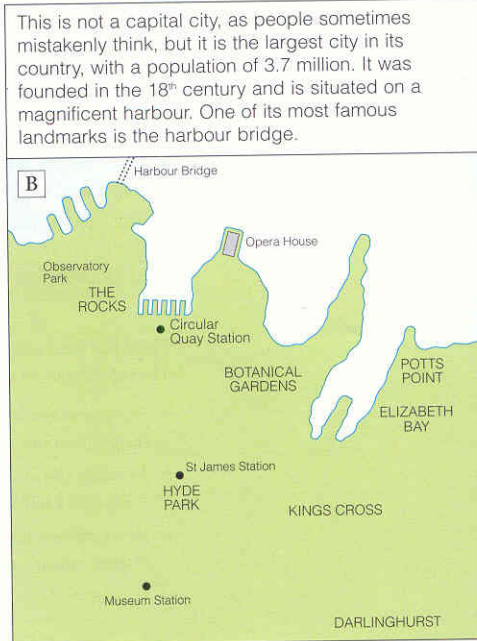 This is not a capital city, as people sometimes
mistakenly think, but it is the largest city in its
country, with a population of 3.7 million. It was
founded in the 18th century and is situated on a
magnificent harbour. One of its most famous
landmarks is the harbour bridge.
B
Harbour Bridge
Opera House
Observatory
Park
THE
ROCKS
Circular
Quay Station
BOTANICAL
GARDENS
POTTS
POINT
ELIZABETH
BAY
St James Station
HYDE
PARK
KINGS CROSS
Museum Station
DARLINGHURST